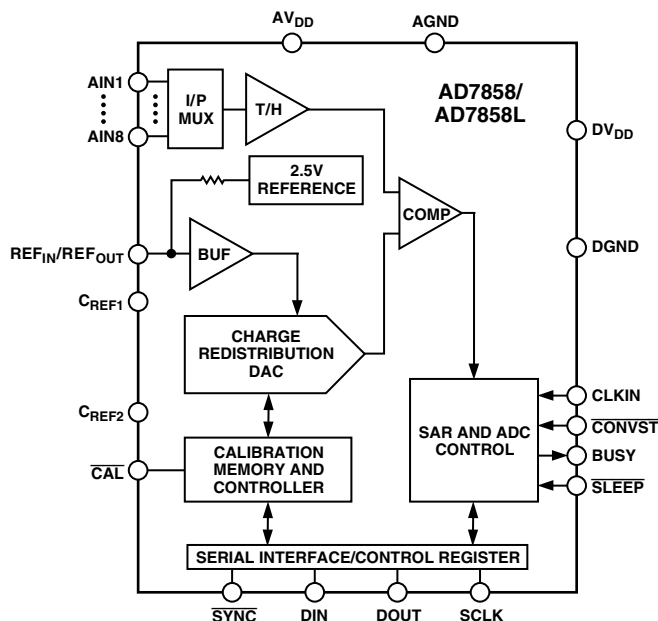 AVDD
AGND
AD7858/
AD7858L
AIN1
AIN8
I/P
MUX
T/H
DVDD
2.5V
REFERENCE
COMP
REFIN/REFOUT
BUF
DGND
CREF1
CHARGE
REDISTRIBUTION
DAC
CREF2
CLKIN
CONVST
BUSY
SLEEP
SAR AND ADC
CONTROL
CAL
CALIBRATION
MEMORY AND
CONTROLLER
SERIAL INTERFACE/CONTROL REGISTER
SYNC
DIN
DOUT
SCLK